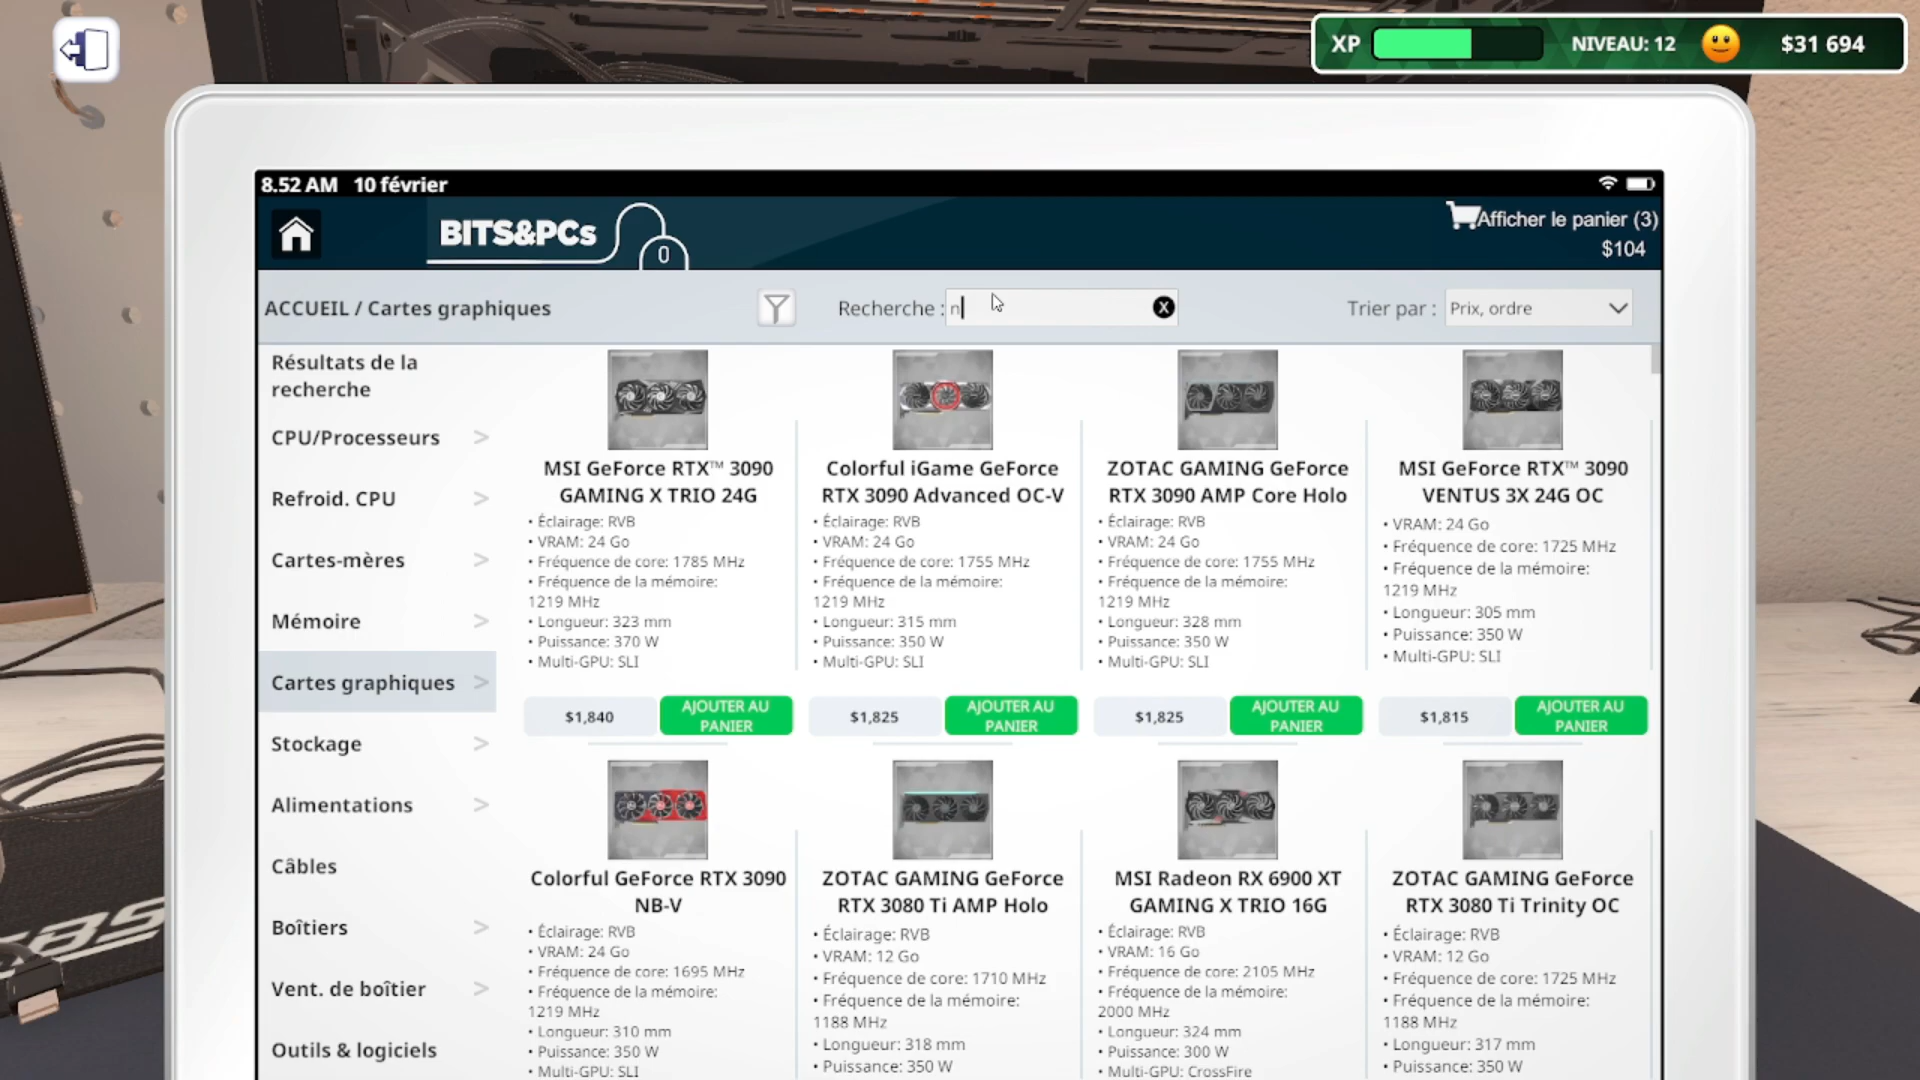 XP
NIVEAU: 12
$31 694
8.52 AM 10 février
BITS&PCs
0
Afficher le panier (3)
$104
ACCUEIL / Cartes graphiques
Recherche : n
Trier par : Prix, ordre
Résultats de la
recherche
CPU/Processeurs >
Refroid. CPU >
Cartes-mères >
Mémoire >
Cartes graphiques >
Stockage >
Alimentations >
Câbles
Boîtiers >
Vent. de boîtier >
Outils & logiciels
MSI GeForce RTX™ 3090
GAMING X TRIO 24G
• Éclairage: RVB
• VRAM: 24 Go
• Fréquence de core: 1785 MHz
• Fréquence de la mémoire:
1219 MHz
• Longueur: 323 mm
• Puissance: 370 W
• Multi-GPU: SLI
$1,840
AJOUTER AU
PANIER
Colorful iGame GeForce
RTX 3090 Advanced OC-V
• Éclairage: RVB
• VRAM: 24 Go
• Fréquence de core: 1755 MHz
• Fréquence de la mémoire:
1219 MHz
• Longueur: 315 mm
• Puissance: 350 W
• Multi-GPU: SLI
$1,825
AJOUTER AU
PANIER
ZOTAC GAMING GeForce
RTX 3090 AMP Core Holo
• Éclairage: RVB
• VRAM: 24 Go
• Fréquence de core: 1755 MHz
• Fréquence de la mémoire:
1219 MHz
• Longueur: 328 mm
• Puissance: 350 W
• Multi-GPU: SLI
$1,825
AJOUTER AU
PANIER
MSI GeForce RTX™ 3090
VENTUS 3X 24G OC
• VRAM: 24 Go
• Fréquence de core: 1725 MHz
• Fréquence de la mémoire:
1219 MHz
• Longueur: 305 mm
• Puissance: 350 W
• Multi-GPU: SLI
$1,815
AJOUTER AU
PANIER
Colorful GeForce RTX 3090
NB-V
• Éclairage: RVB
• VRAM: 24 Go
• Fréquence de core: 1695 MHz
• Fréquence de la mémoire:
1219 MHz
• Longueur: 310 mm
• Puissance: 350 W
• Multi-GPU: SLI
ZOTAC GAMING GeForce
RTX 3080 Ti AMP Holo
• Éclairage: RVB
• VRAM: 12 Go
• Fréquence de core: 1710 MHz
• Fréquence de la mémoire:
1188 MHz
• Longueur: 318 mm
• Puissance: 350 W
MSI Radeon RX 6900 XT
GAMING X TRIO 16G
• Éclairage: RVB
• VRAM: 16 Go
• Fréquence de core: 2105 MHz
• Fréquence de la mémoire:
2000 MHz
• Longueur: 324 mm
• Puissance: 300 W
• Multi-GPU: CrossFire
ZOTAC GAMING GeForce
RTX 3080 Ti Trinity OC
• Éclairage: RVB
• VRAM: 12 Go
• Fréquence de core: 1725 MHz
• Fréquence de la mémoire:
1188 MHz
• Longueur: 317 mm
• Puissance: 350 W